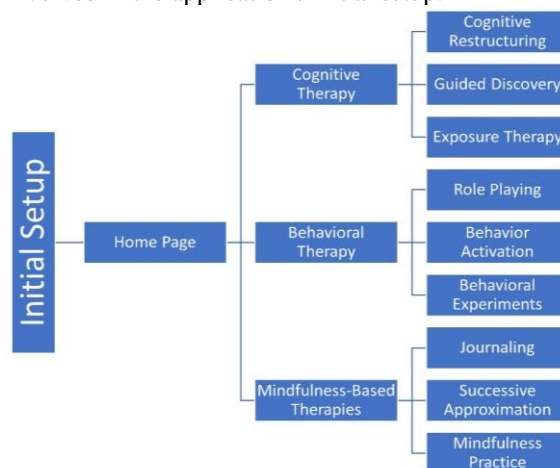 Cognitive
Restructuring
Guided Discovery
Exposure Therapy
Cognitive
Therapy
Role Playing
Behavior
Activation
Behavioral
Experiments
Behavioral
Therapy
Journaling
Successive
Approximation
Mindfulness
Practice
Mindfulness-Based
Therapies
Home Page
Initial Setup